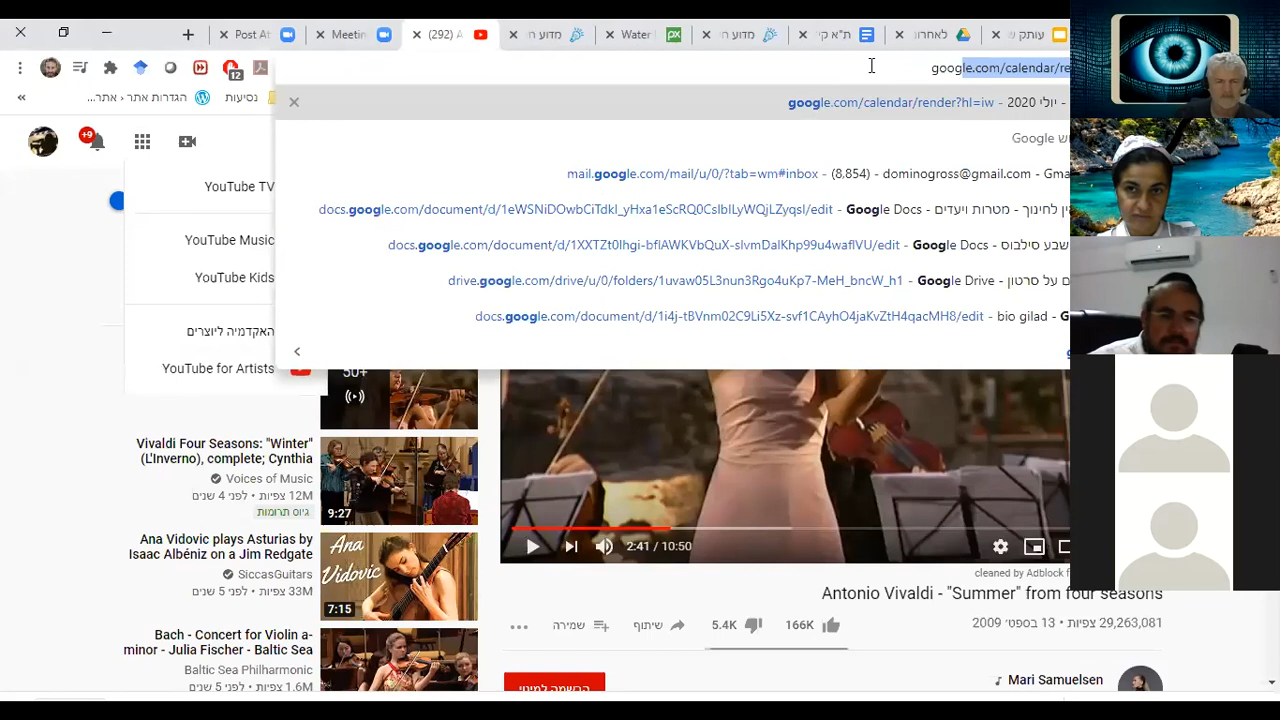 Post At
Meetin
(292) A
מדוע ה
Water
מדוע ה
ת"א ק
לאחרו
עותק ש
google.com/calendar/re
12
הגדרות אתר ‹ אתר...
נסיעות
google.com/calendar/render?hl=iw - יולי 2020 -
Google
mail.google.com/mail/u/0/?tab=wm#inbox - (8,854) - dominogross@gmail.com - Gma
docs.google.com/document/d/1eWSNiDOwbCiTdkI_yHxa1eScRQ0CsIbILyWQjLZyqsI/edit - Google Docs - מטרות ויעדים
docs.google.com/document/d/1XXTZt0Ihgi-bfIAWKVbQuX-sIvmDalKhp99u4wafIVU/edit - Google Docs - שבע סילבוס
drive.google.com/drive/u/0/folders/1uvaw05L3nun3Rgo4uKp7-MeH_bncW_h1 - Google Drive - ם על סרטון
docs.google.com/document/d/1i4j-tBVnm02C9Li5Xz-svf1CAyhO4jaKvZtH4qacMH8/edit - bio gilad - G
+9
YouTube TV
YouTube Music
YouTube Kids
האקדמיה ליוצרים
YouTube for Artists
50+
Vivaldi Four Seasons: "Winter"
(L'Inverno), complete; Cynthia
Voices of Music
12M צפיות • לפני 4 שנים
גיוס תרומות
9:27
Ana Vidovic plays Asturias by
Isaac Albéniz on a Jim Redgate
SiccasGuitars
33M צפיות • לפני 5 שנים
Ana
Vidovic
7:15
Bach - Concert for Violin a-
minor - Julia Fischer - Baltic Sea
Baltic Sea Philharmonic
1.6M צפיות • לפני 5 שנים
2:41 / 10:50
cleaned by Adblock f
Antonio Vivaldi - "Summer" from four seasons
29,263,081 צפיות • 13 בספט׳ 2009
166K
5.4K
שיתוף
שמירה
הרשמה למינוי
Mari Samuelsen